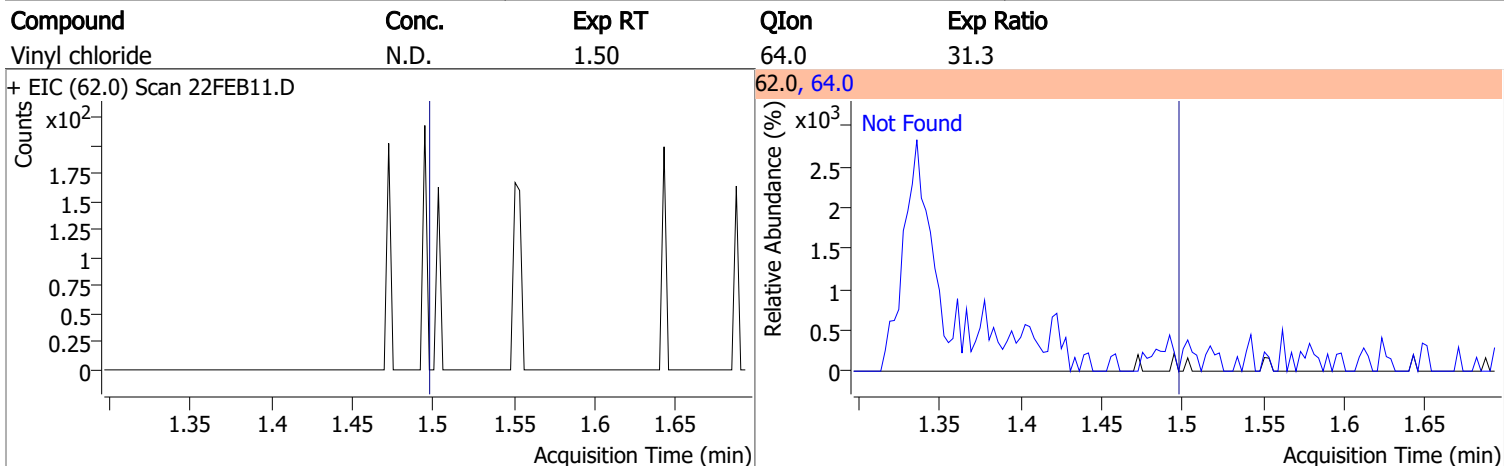 Compound Conc. Exp RT QIon Exp Ratio
Vinyl chloride N.D. 1.50 64.0 31.3
+ EIC (62.0) Scan 22FEB11.D
Counts
x10²
1.75
1.5
1.25
1
0.75
0.5
0.25
0
1.35 1.4 1.45 1.5 1.55 1.6 1.65
Acquisition Time (min)
62.0, 64.0
Relative Abundance (%)
x10³
Not Found
2.5
2
1.5
1
0.5
0
1.35 1.4 1.45 1.5 1.55 1.6 1.65
Acquisition Time (min)